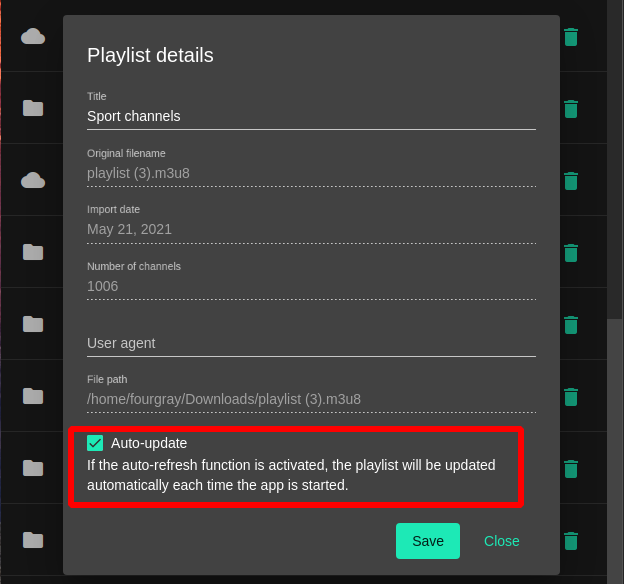 Playlist details
Title
Sport channels
Original filename
playlist (3).m3u8
Import date
May 21, 2021
Number of channels
1006
User agent
File path
/home/fourgray/Downloads/playlist (3).m3u8
Auto-update
If the auto-refresh function is activated, the playlist will be updated
automatically each time the app is started.
Save Close